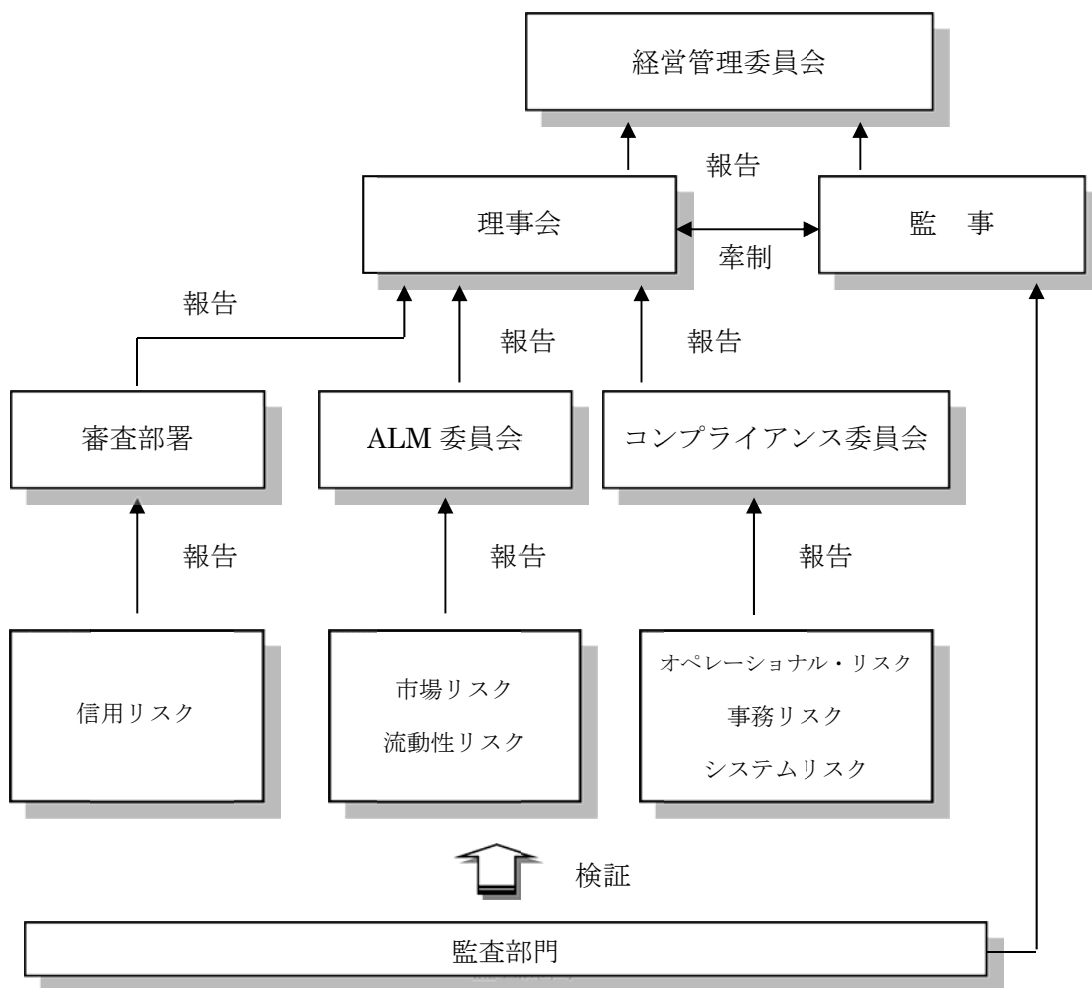 経営管理委員会
報告
理事会
監　事
牽制
報告
報告
報告
審査部署
ALM 委員会
コンプライアンス委員会
報告
報告
報告
信用リスク
市場リスク
流動性リスク
オペレーショナル・リスク
事務リスク
システムリスク
検証
監査部門